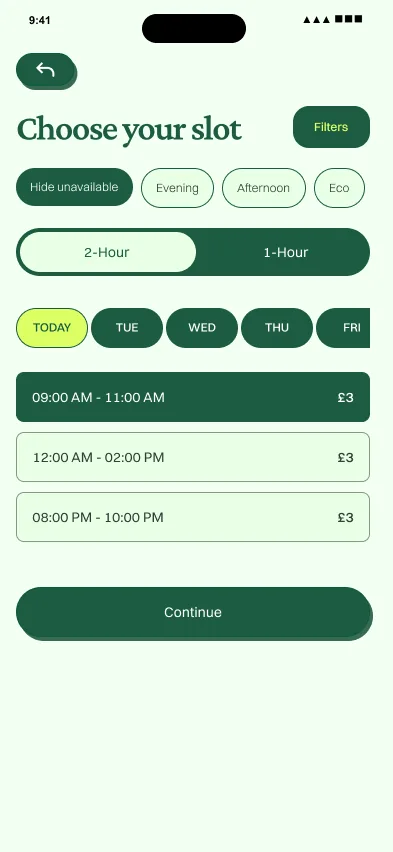 9:41
Choose your slot
Filters
Hide unavailable
Evening
Afternoon
Eco
2-Hour
1-Hour
TODAY
TUE
WED
THU
FRI
09:00 AM - 11:00 AM £3
12:00 AM - 02:00 PM £3
08:00 PM - 10:00 PM £3
Continue